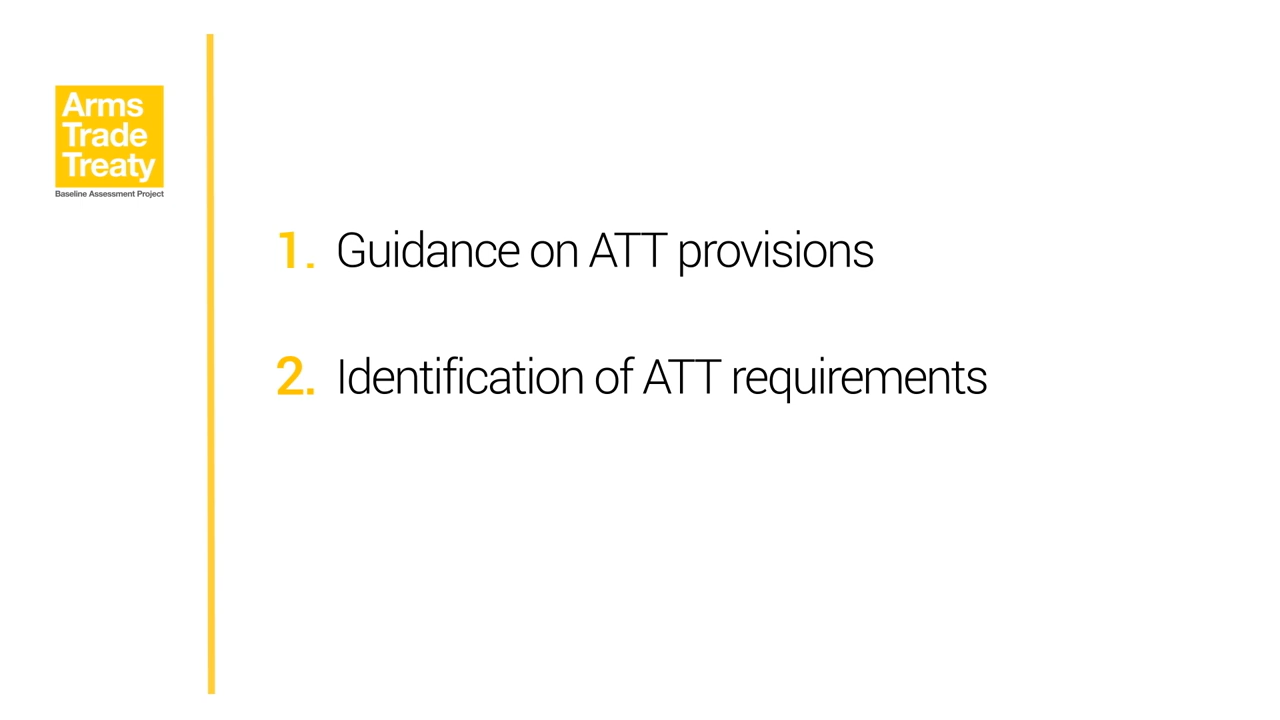 Arms
Trade
Treaty
Baseline Assessment Project
1. Guidance on ATT provisions
2. Identification of ATT requirements